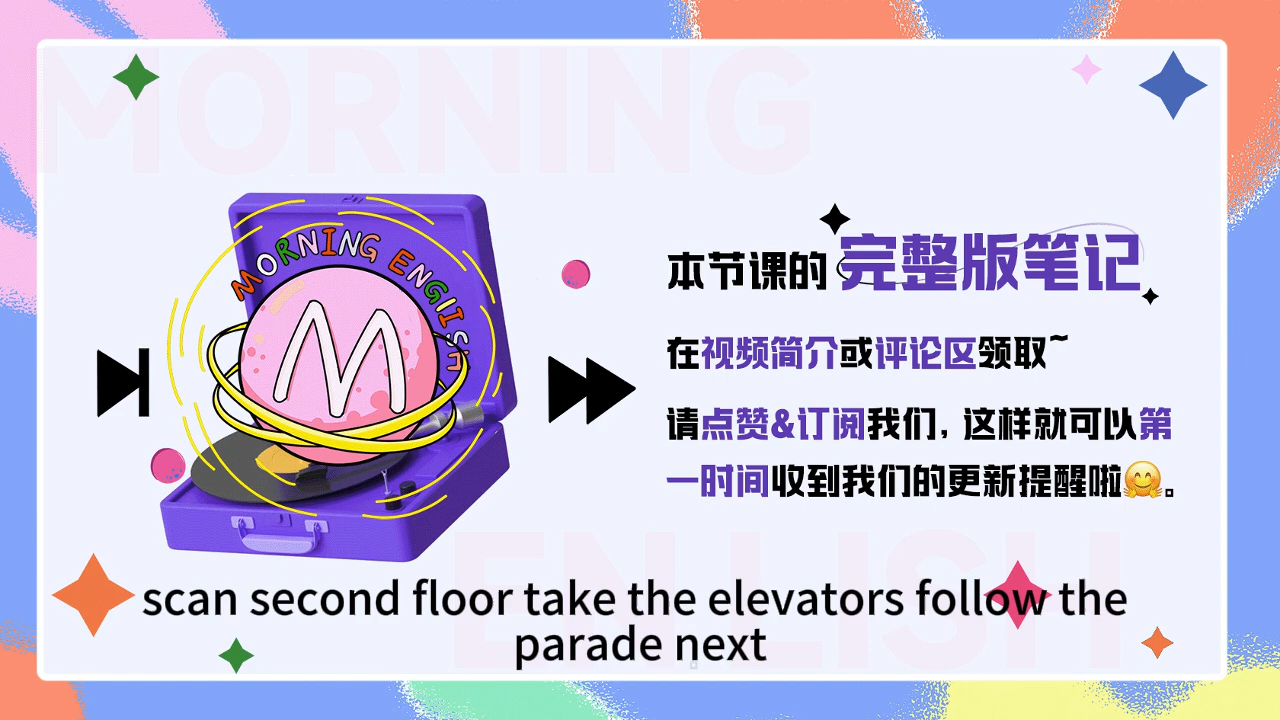 MORNING
MORNING ENGLISH
M
本节课的 完整版笔记
在视频简介或评论区领取~
请点赞&订阅我们，这样就可以第
一时间收到我们的更新提醒啦🤗。
EN LISH
scan second floor take the elevators follow the
parade next